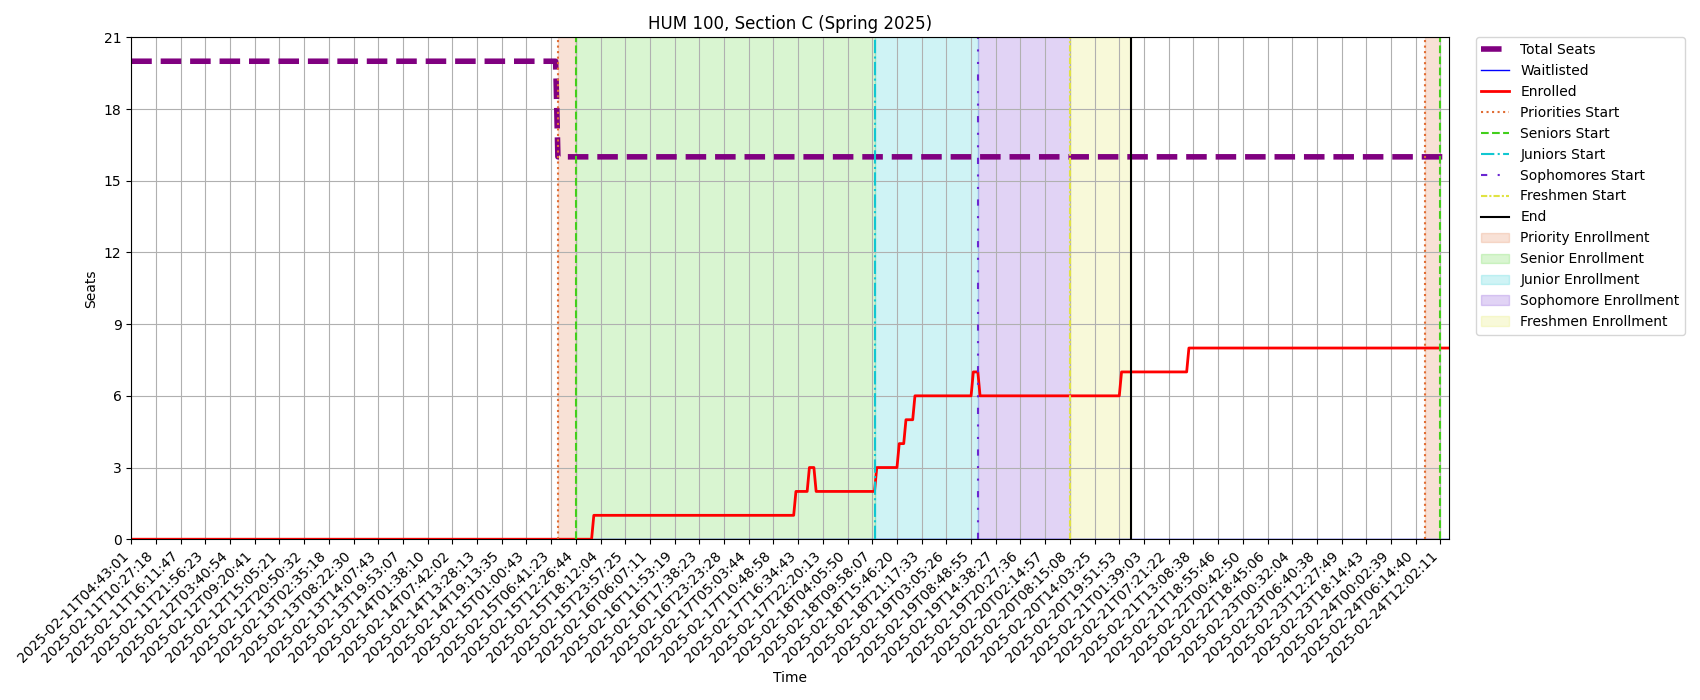 HUM 100, Section C (Spring 2025)
21
18
15
12
9
6
3
0
Seats
2025-02-11T04:43:01
2025-02-11T10:27:18
2025-02-11T16:11:47
2025-02-11T21:56:23
2025-02-12T03:40:54
2025-02-12T09:20:41
2025-02-12T15:05:21
2025-02-12T20:50:32
2025-02-13T02:35:18
2025-02-13T08:22:30
2025-02-13T14:07:43
2025-02-13T19:53:07
2025-02-14T01:38:10
2025-02-14T07:42:02
2025-02-14T13:28:13
2025-02-14T19:13:35
2025-02-15T01:00:43
2025-02-15T06:41:23
2025-02-15T12:26:44
2025-02-15T18:12:04
2025-02-15T23:57:25
2025-02-16T06:07:11
2025-02-16T11:53:19
2025-02-16T17:38:23
2025-02-16T23:23:28
2025-02-17T05:03:44
2025-02-17T10:48:58
2025-02-17T16:34:43
2025-02-17T22:20:13
2025-02-18T04:05:50
2025-02-18T09:58:07
2025-02-18T15:46:20
2025-02-18T21:17:33
2025-02-19T03:05:26
2025-02-19T08:48:55
2025-02-19T14:38:27
2025-02-19T20:27:36
2025-02-20T02:14:57
2025-02-20T08:15:08
2025-02-20T14:03:25
2025-02-20T19:51:53
2025-02-21T01:39:03
2025-02-21T07:21:22
2025-02-21T13:08:38
2025-02-21T18:55:46
2025-02-22T00:42:50
2025-02-22T18:45:06
2025-02-23T00:32:04
2025-02-23T06:40:38
2025-02-23T12:27:49
2025-02-23T18:14:43
2025-02-24T00:02:39
2025-02-24T06:14:40
2025-02-24T12:02:11
Time
Total Seats
Waitlisted
Enrolled
Priorities Start
Seniors Start
Juniors Start
Sophomores Start
Freshmen Start
End
Priority Enrollment
Senior Enrollment
Junior Enrollment
Sophomore Enrollment
Freshmen Enrollment